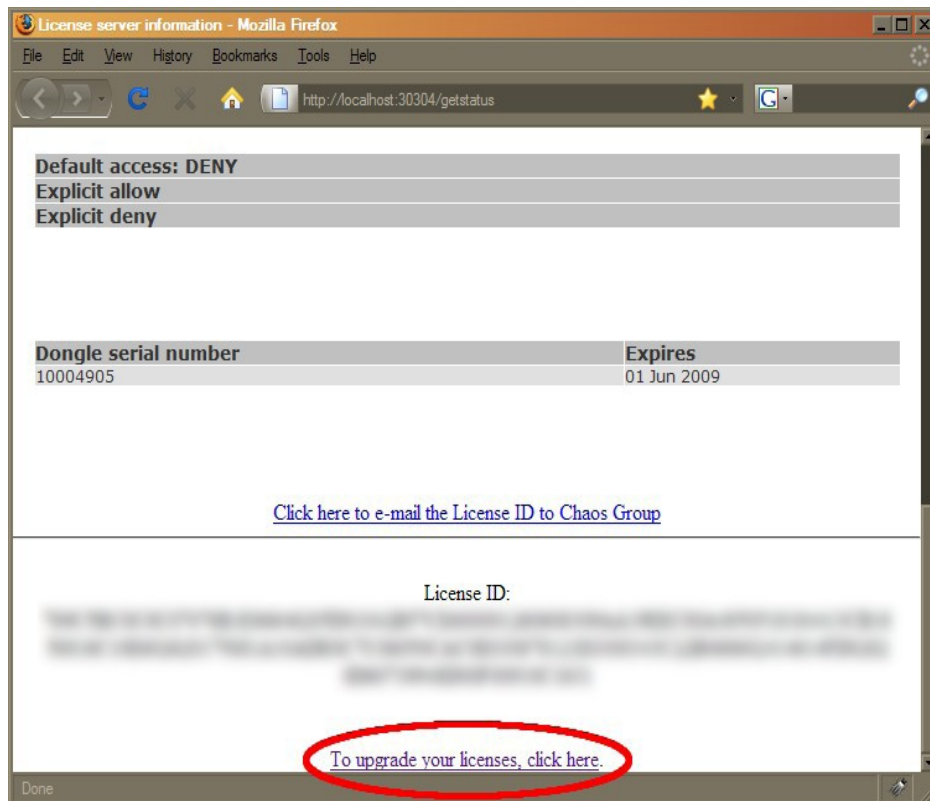 License server information - Mozilla Firefox
File Edit View History Bookmarks Tools Help
http://localhost:30304/getstatus G
Default access: DENY
Explicit allow
Explicit deny
Dongle serial number Expires
10004905 01 Jun 2009
Click here to e-mail the License ID to Chaos Group
License ID:
To upgrade your licenses, click here.
Done